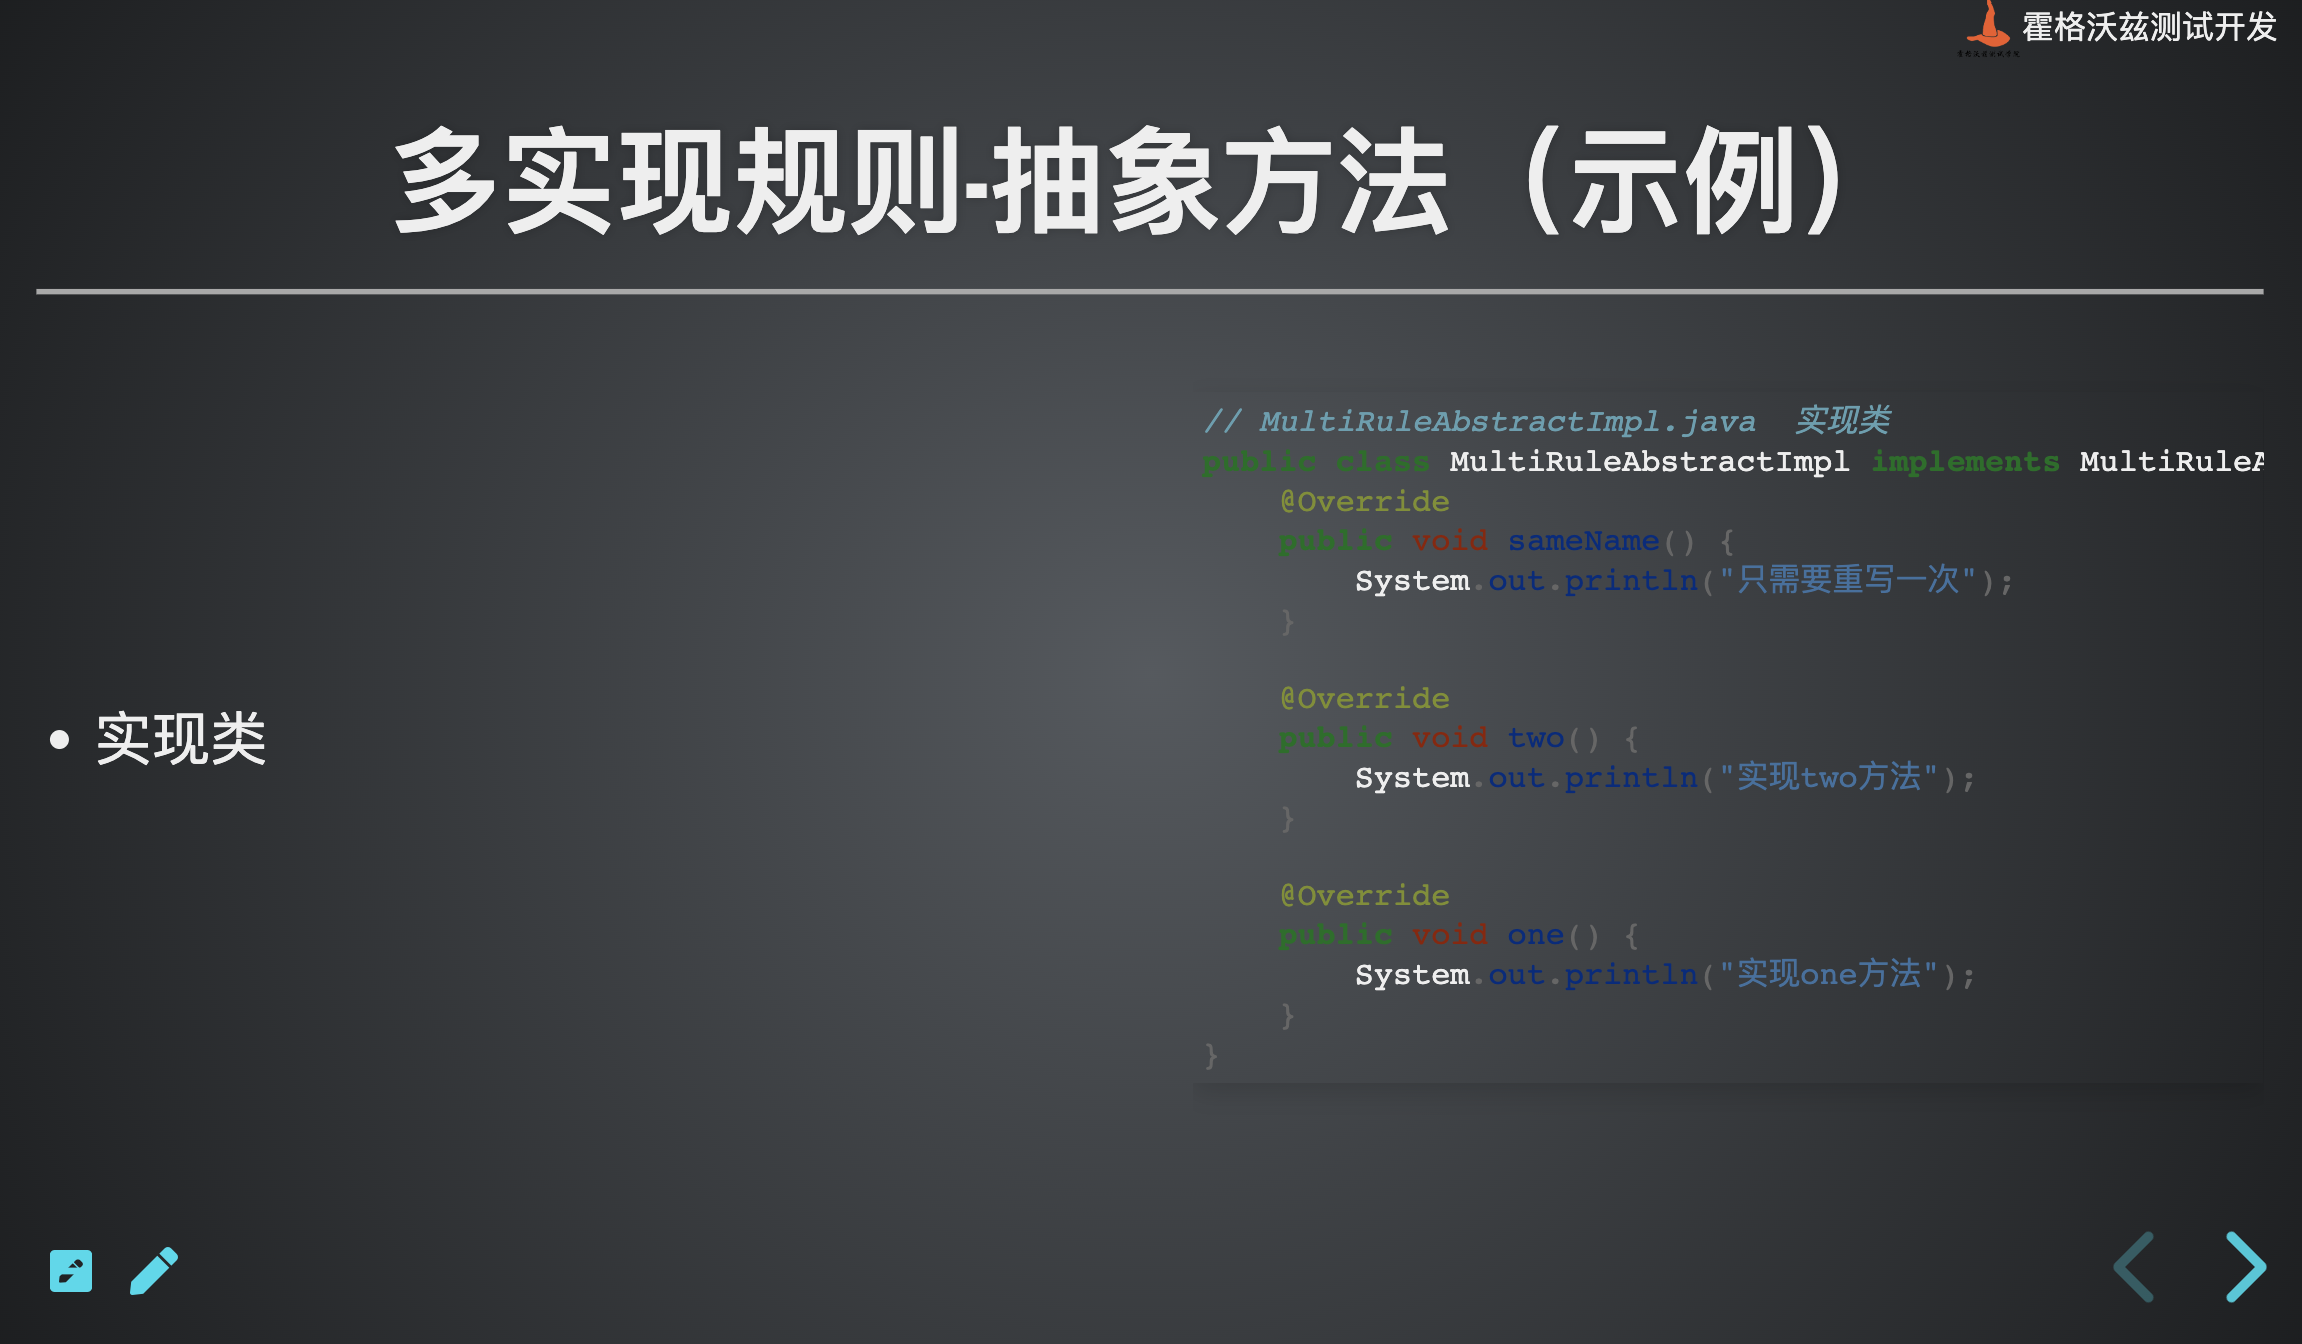 霍格沃兹测试开发
多实现规则-抽象方法（示例）
实现类
// MultiRuleAbstractImpl.java  实现类
public class MultiRuleAbstractImpl implements MultiRuleA
    @Override
    public void sameName() {
        System.out.println("只需要重写一次");
    }
    @Override
    public void two() {
        System.out.println("实现two方法");
    }
    @Override
    public void one() {
        System.out.println("实现one方法");
    }
}